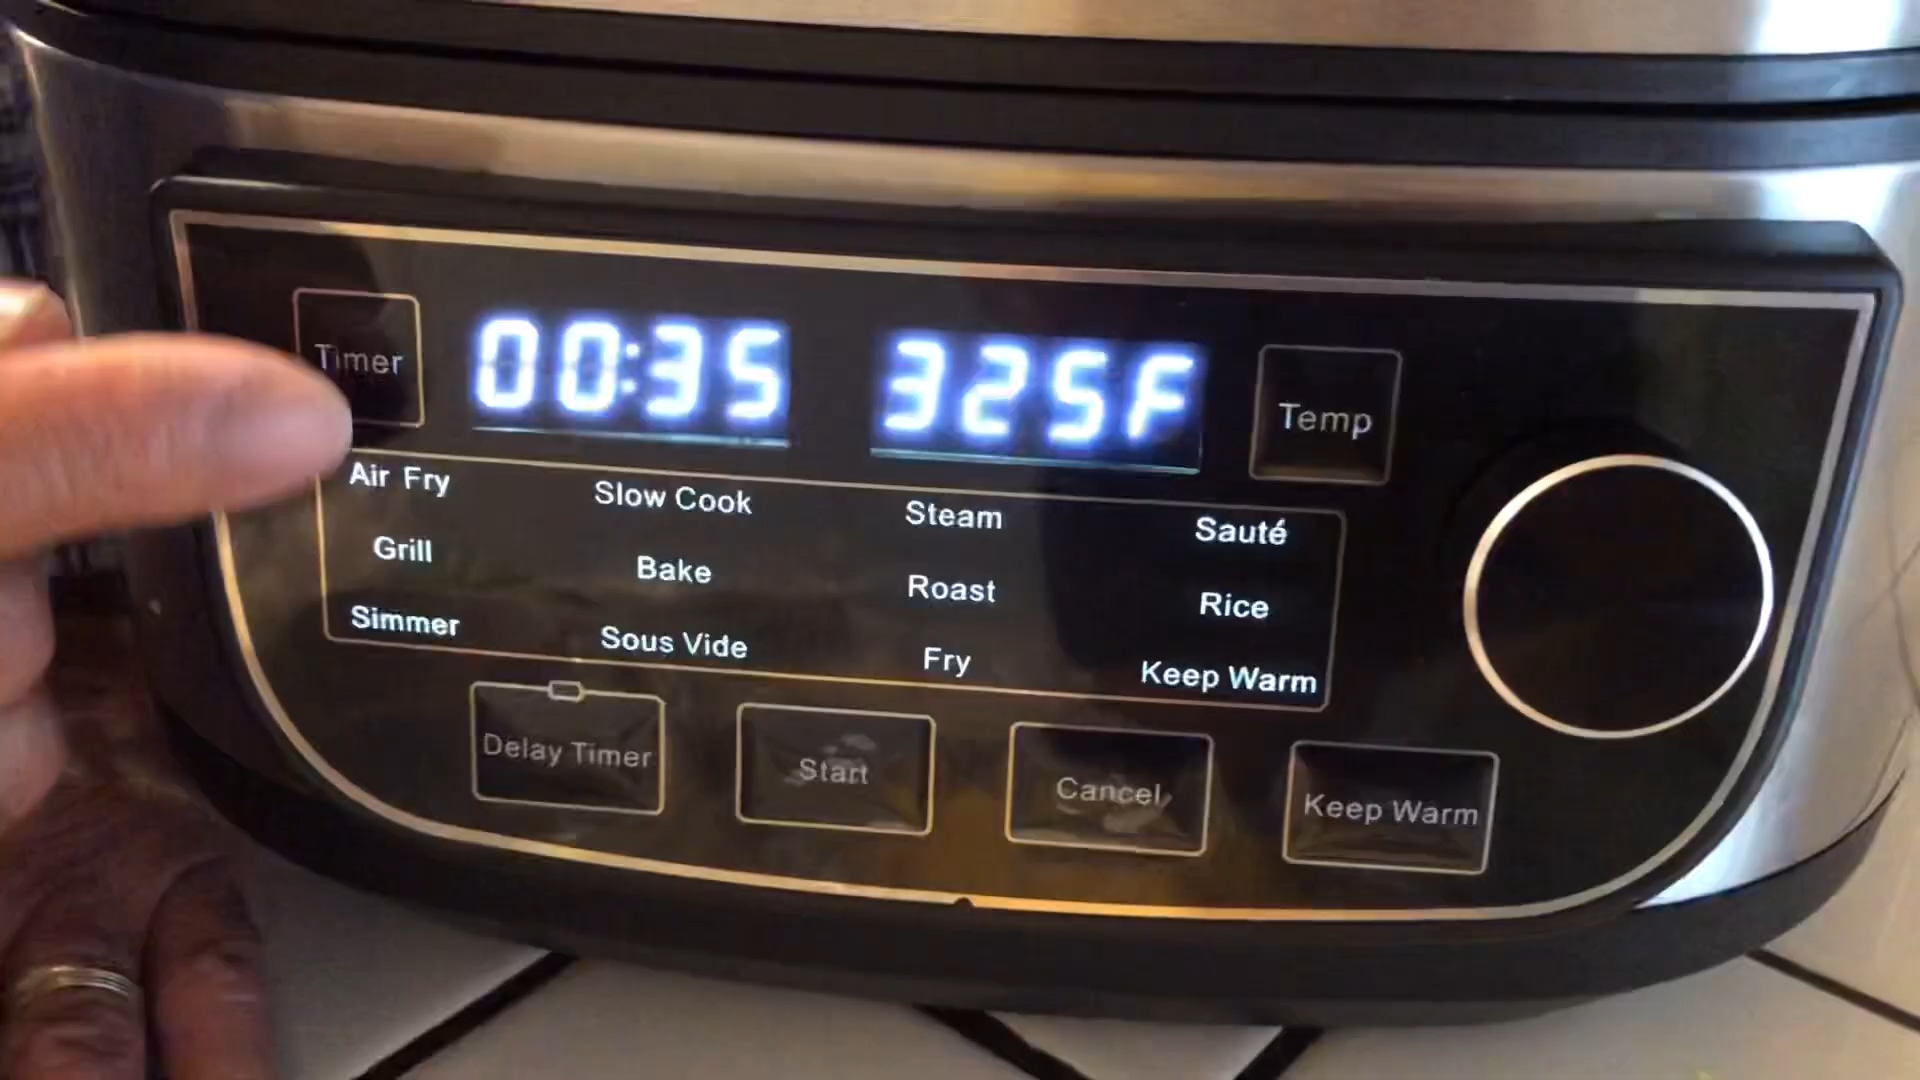 Timer 00:35 325F Temp
Air Fry Slow Cook Steam Sauté
Grill Bake Roast Rice
Simmer Sous Vide Fry Keep Warm
Delay Timer Start Cancel Keep Warm